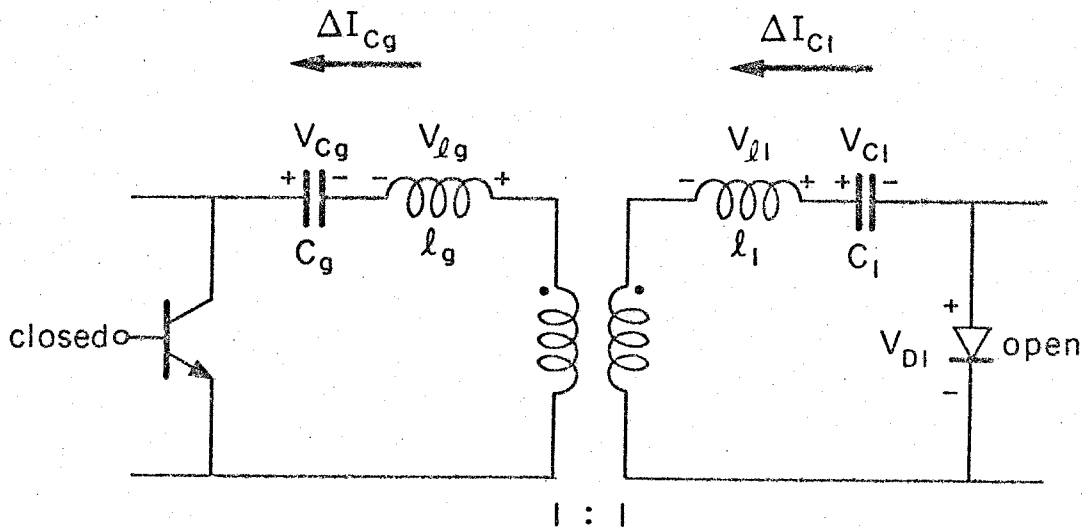 ΔI_Cg ΔI_C1
V_Cg V_ℓg V_ℓ1 V_C1
+ - - + - + + -
C_g ℓ_g ℓ_1 C_1
+
closed V_D1 open
-
1 : 1